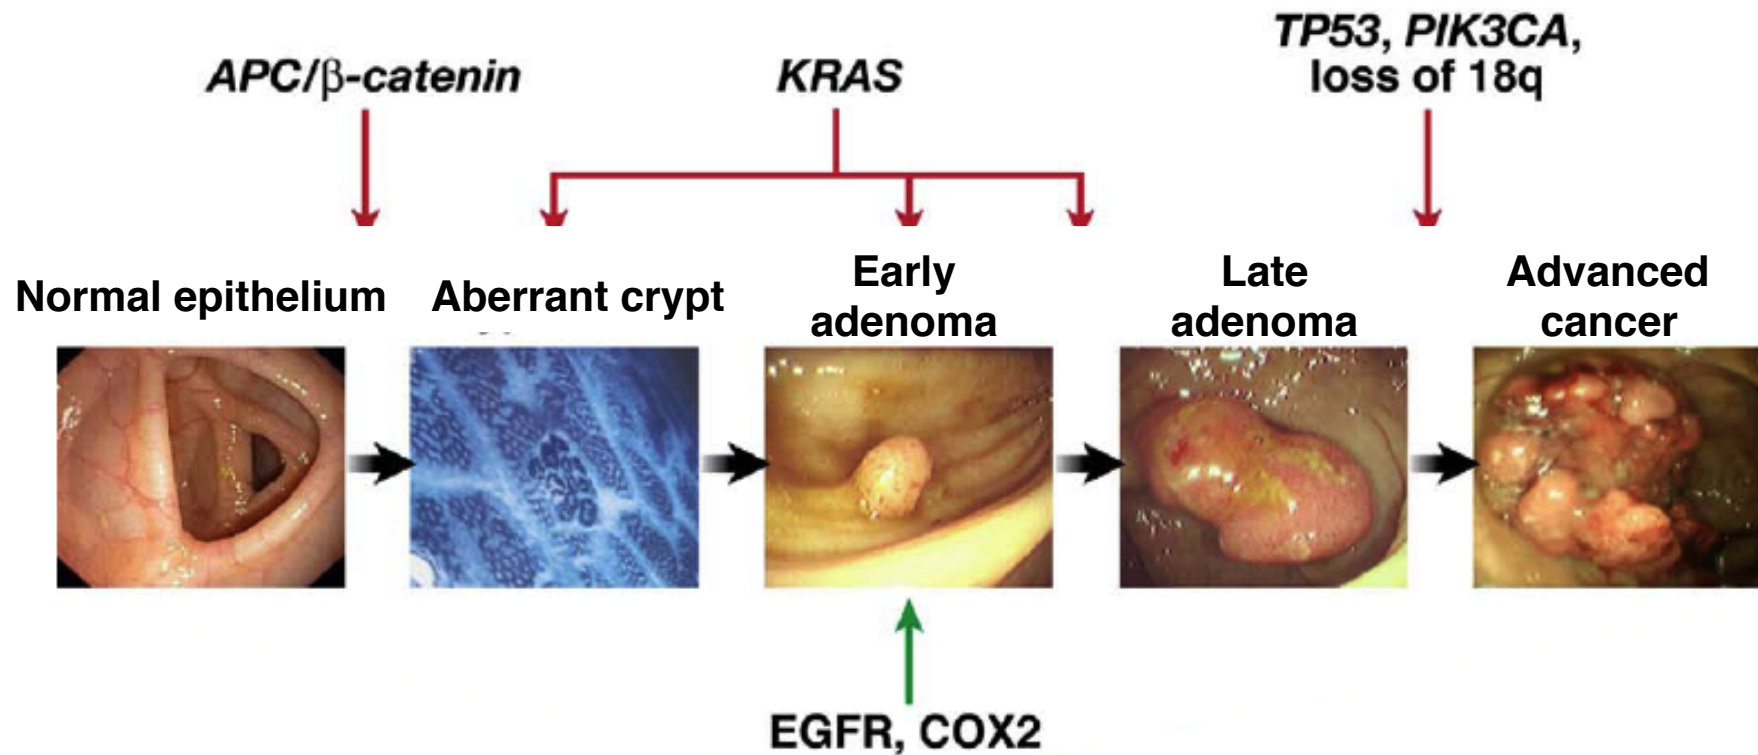 APC/β-catenin
KRAS
TP53, PIK3CA,
loss of 18q
Normal epithelium
Aberrant crypt
Early
adenoma
Late
adenoma
Advanced
cancer
EGFR, COX2